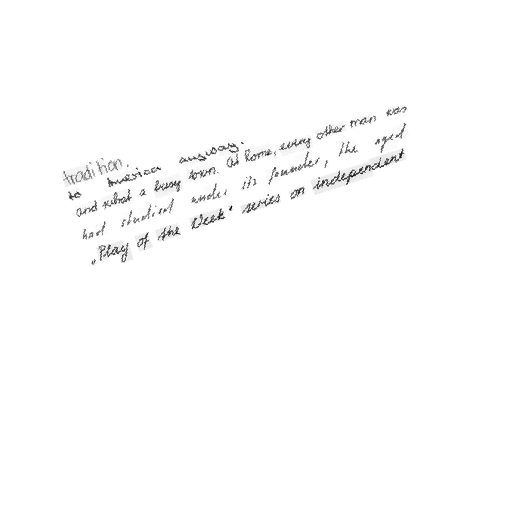 tradition.
to America anyway.
and what a busy town. At home, every other man was
had studied under its founder, the aged
"Play of the Week" series on independent